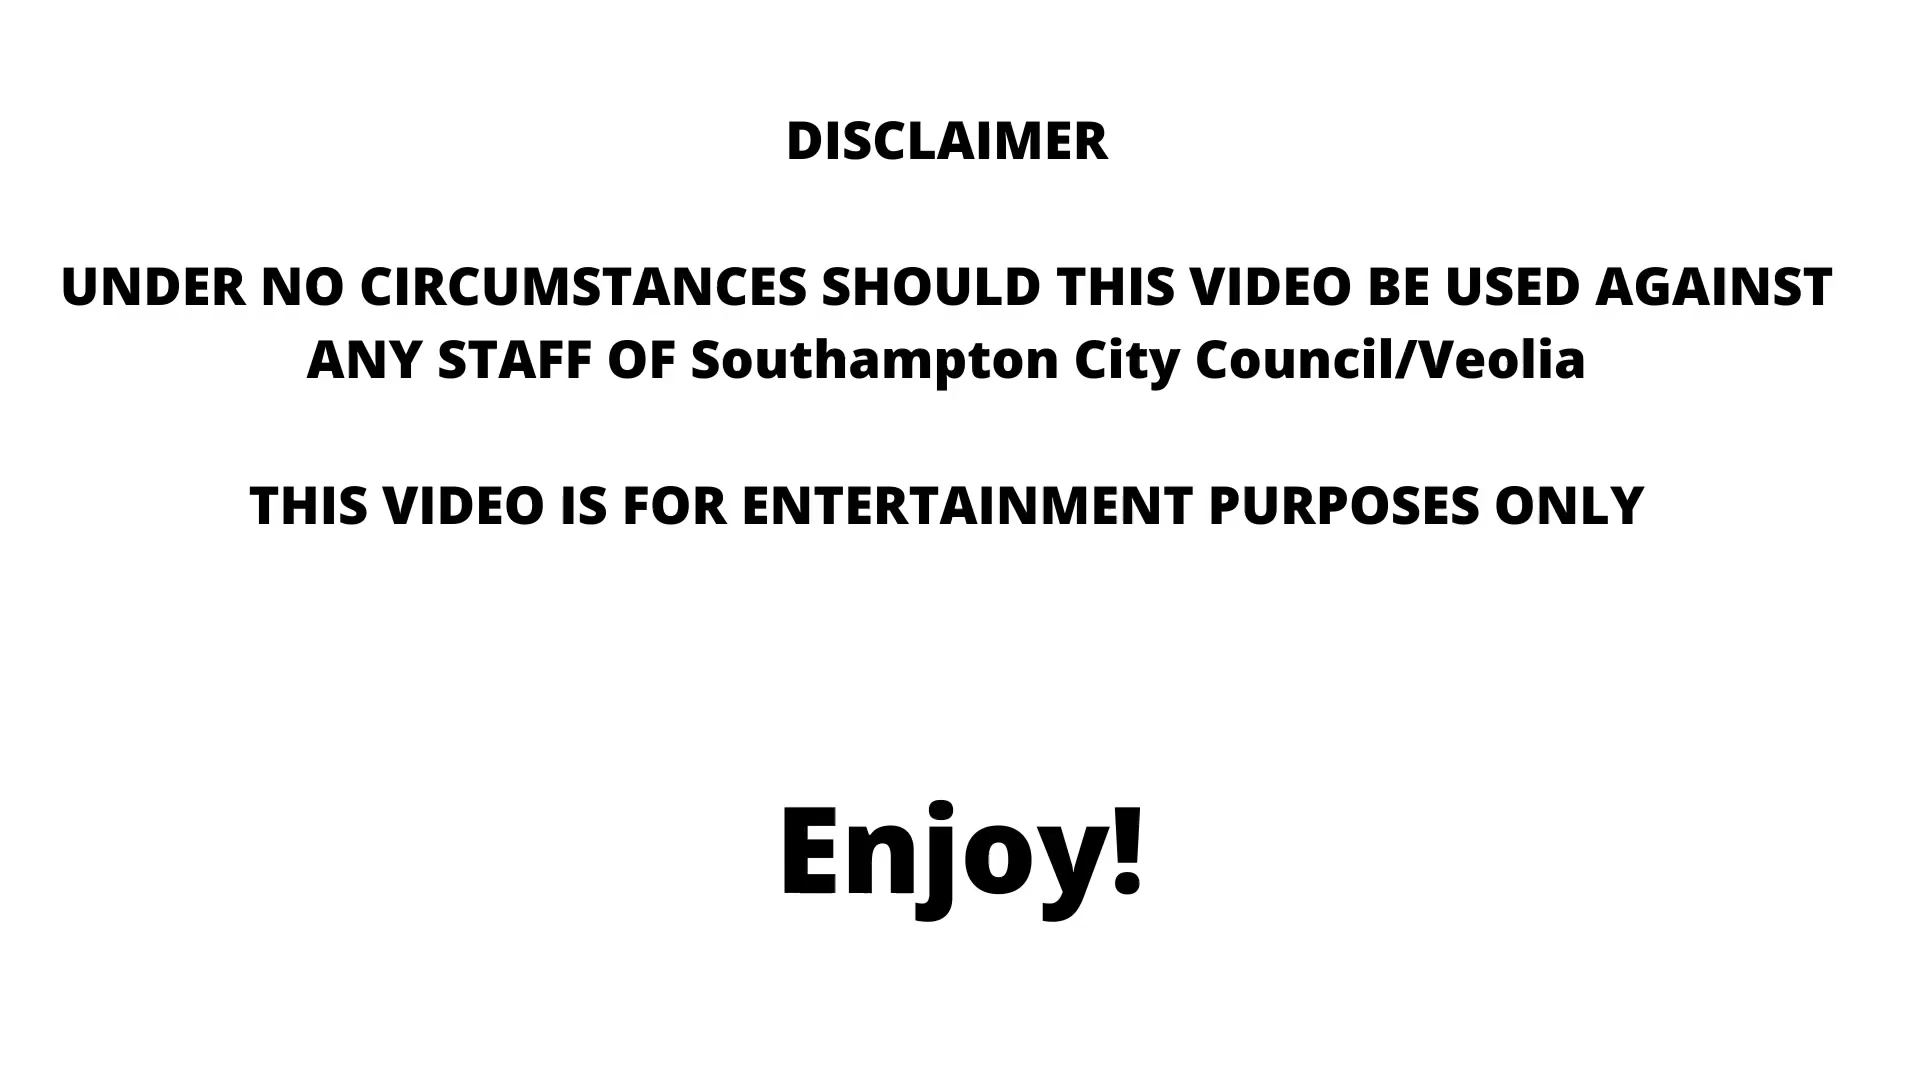 DISCLAIMER
UNDER NO CIRCUMSTANCES SHOULD THIS VIDEO BE USED AGAINST
ANY STAFF OF Southampton City Council/Veolia
THIS VIDEO IS FOR ENTERTAINMENT PURPOSES ONLY
Enjoy!